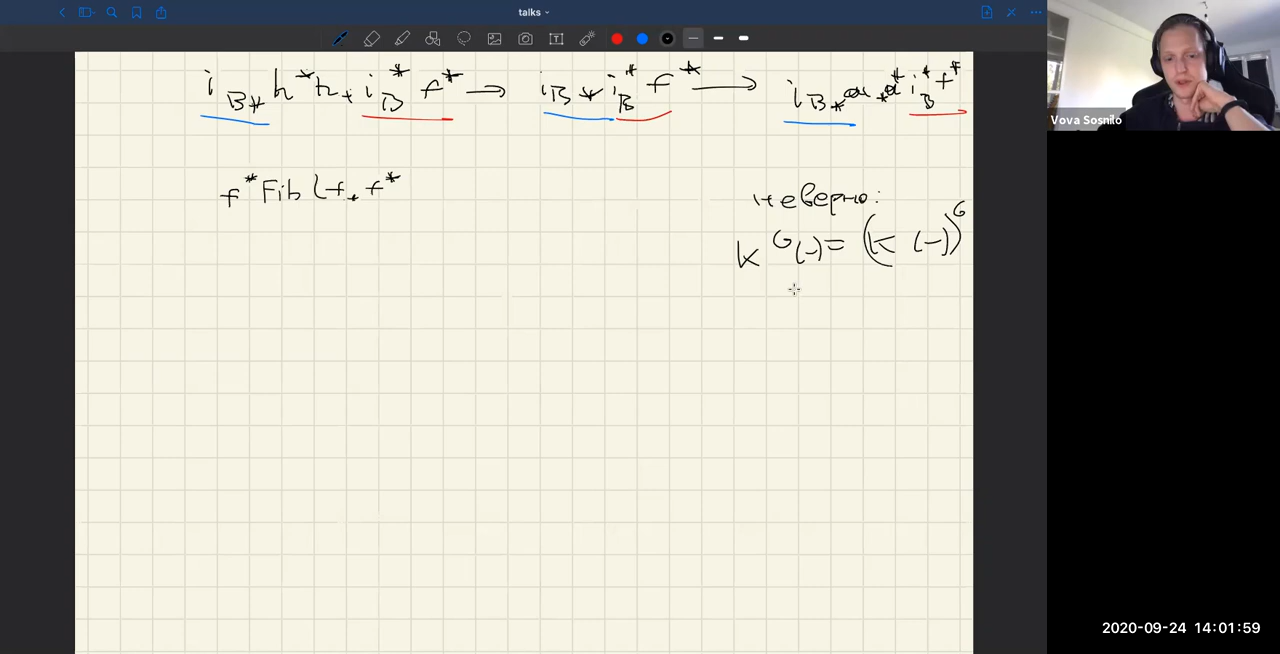 talks
i_{B*} h^* h_* i_B^* f^* → i_{B*} i_B^* f^* → i_{B*} α_* α^* i_B^* f^*
f^* Fib(f_* f^*
неверно:
K^G(-) = (K(-))^G
Vova Sosnilo
2020-09-24 14:01:59